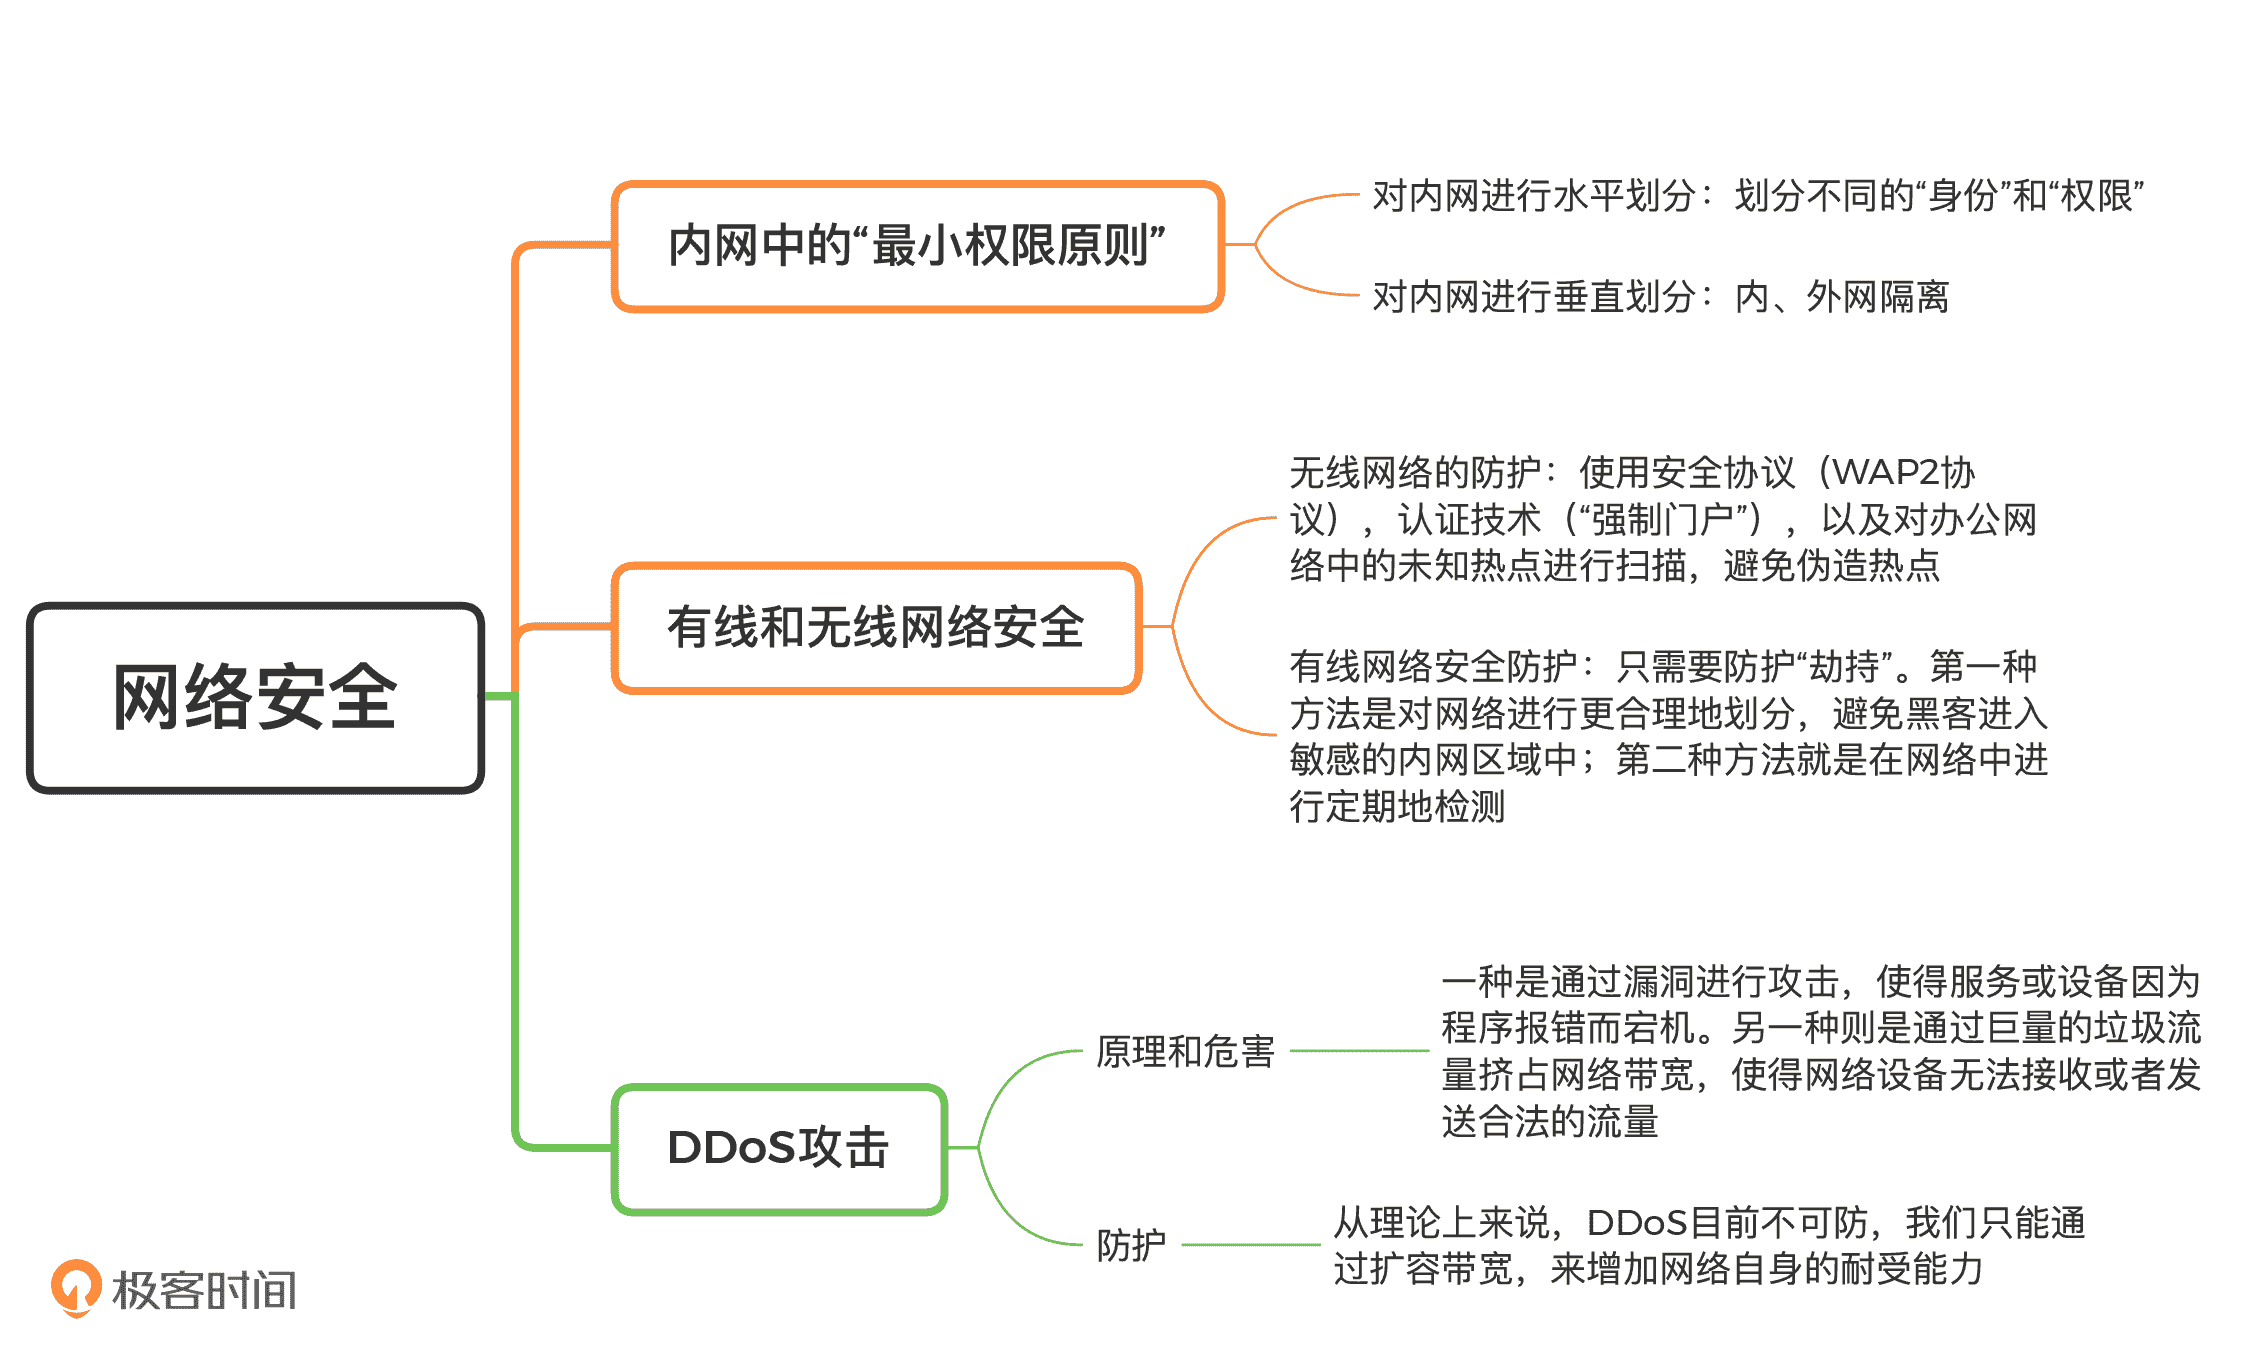 网络安全
内网中的“最小权限原则”
对内网进行水平划分：划分不同的“身份”和“权限”
对内网进行垂直划分：内、外网隔离
有线和无线网络安全
无线网络的防护：使用安全协议（WAP2协
议），认证技术（“强制门户”），以及对办公网
络中的未知热点进行扫描，避免伪造热点
有线网络安全防护：只需要防护“劫持”。第一种
方法是对网络进行更合理地划分，避免黑客进入
敏感的内网区域中；第二种方法就是在网络中进
行定期地检测
DDoS攻击
原理和危害
一种是通过漏洞进行攻击，使得服务或设备因为
程序报错而宕机。另一种则是通过巨量的垃圾流
量挤占网络带宽，使得网络设备无法接收或者发
送合法的流量
防护
从理论上来说，DDoS目前不可防，我们只能通
过扩容带宽，来增加网络自身的耐受能力
极客时间